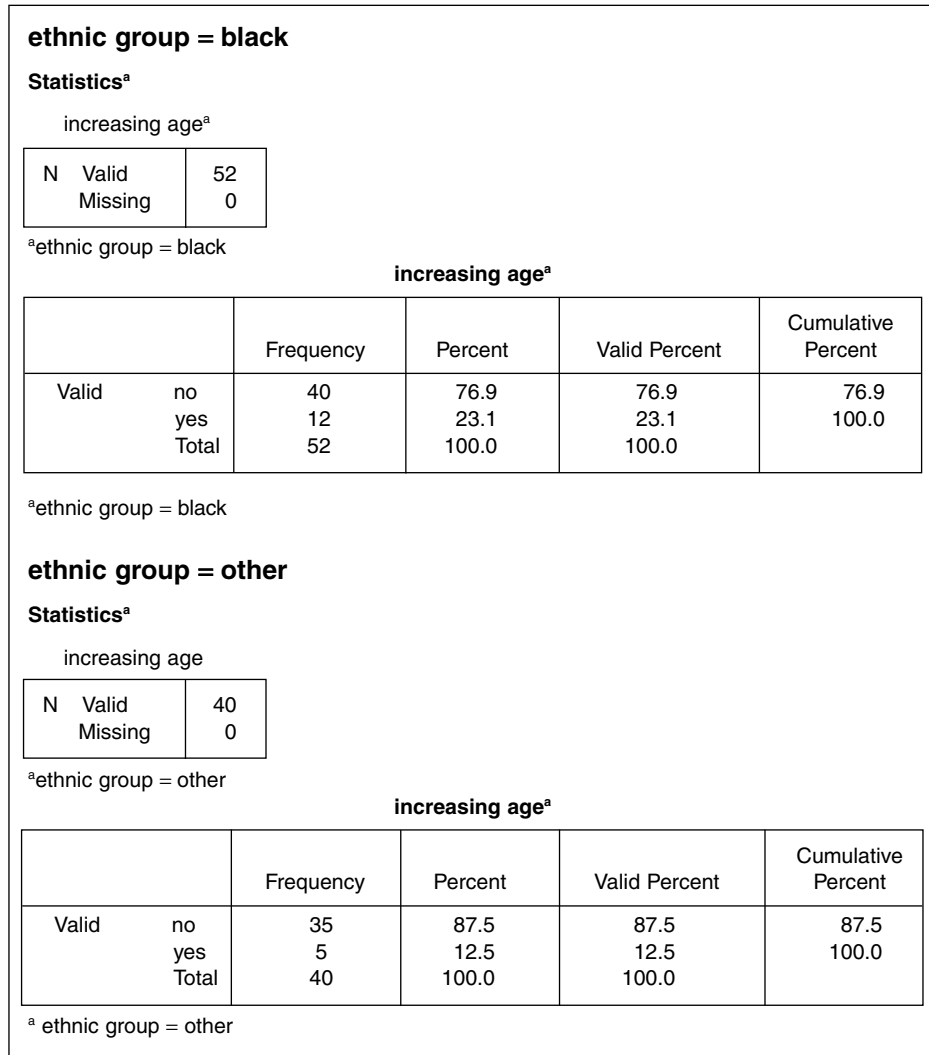 ethnic group = black
Statisticsᵃ
increasing ageᵃ
N Valid 52
Missing 0
ᵃethnic group = black
increasing ageᵃ
Frequency Percent Valid Percent Cumulative Percent
Valid no 40 76.9 76.9 76.9
yes 12 23.1 23.1 100.0
Total 52 100.0 100.0
ᵃethnic group = black
ethnic group = other
Statisticsᵃ
increasing age
N Valid 40
Missing 0
ᵃethnic group = other
increasing ageᵃ
Frequency Percent Valid Percent Cumulative Percent
Valid no 35 87.5 87.5 87.5
yes 5 12.5 12.5 100.0
Total 40 100.0 100.0
ᵃ ethnic group = other